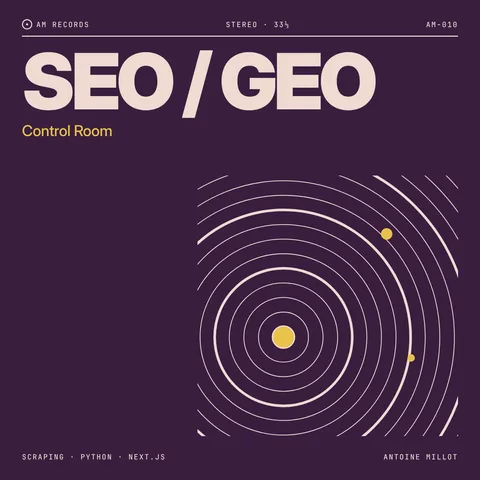 AM RECORDS
STEREO · 33⅓
AM-010
SEO / GEO
Control Room
SCRAPING · PYTHON · NEXT.JS
ANTOINE MILLOT